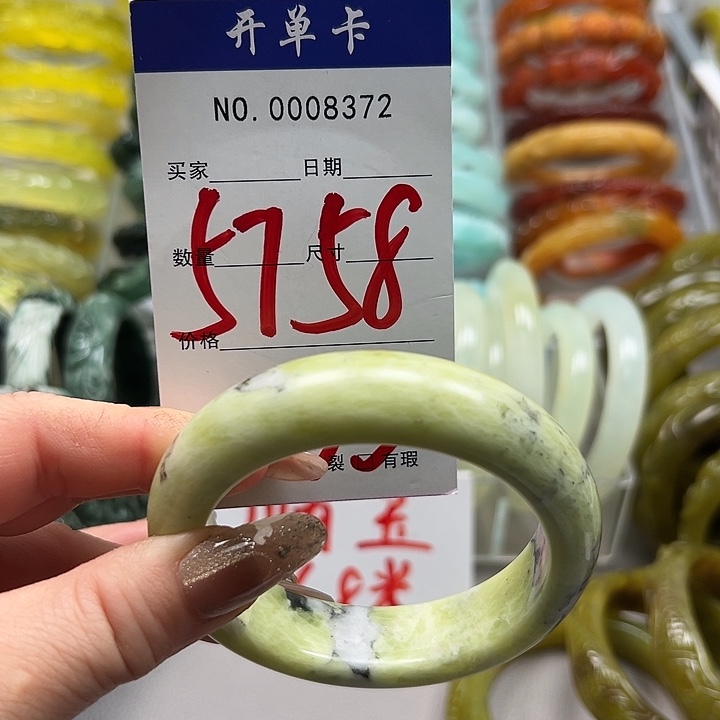 开单卡
NO. 0008372
买家 日期
5758
数量 尺寸
价格
裂 有瑕
玉